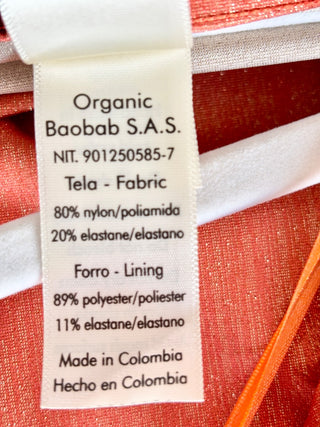 Organic
Baobab S.A.S.
NIT. 901250585-7
Tela - Fabric
80% nylon/poliamida
20% elastane/elastano
Forro - Lining
89% polyester/poliester
11% elastane/elastano
Made in Colombia
Hecho en Colombia